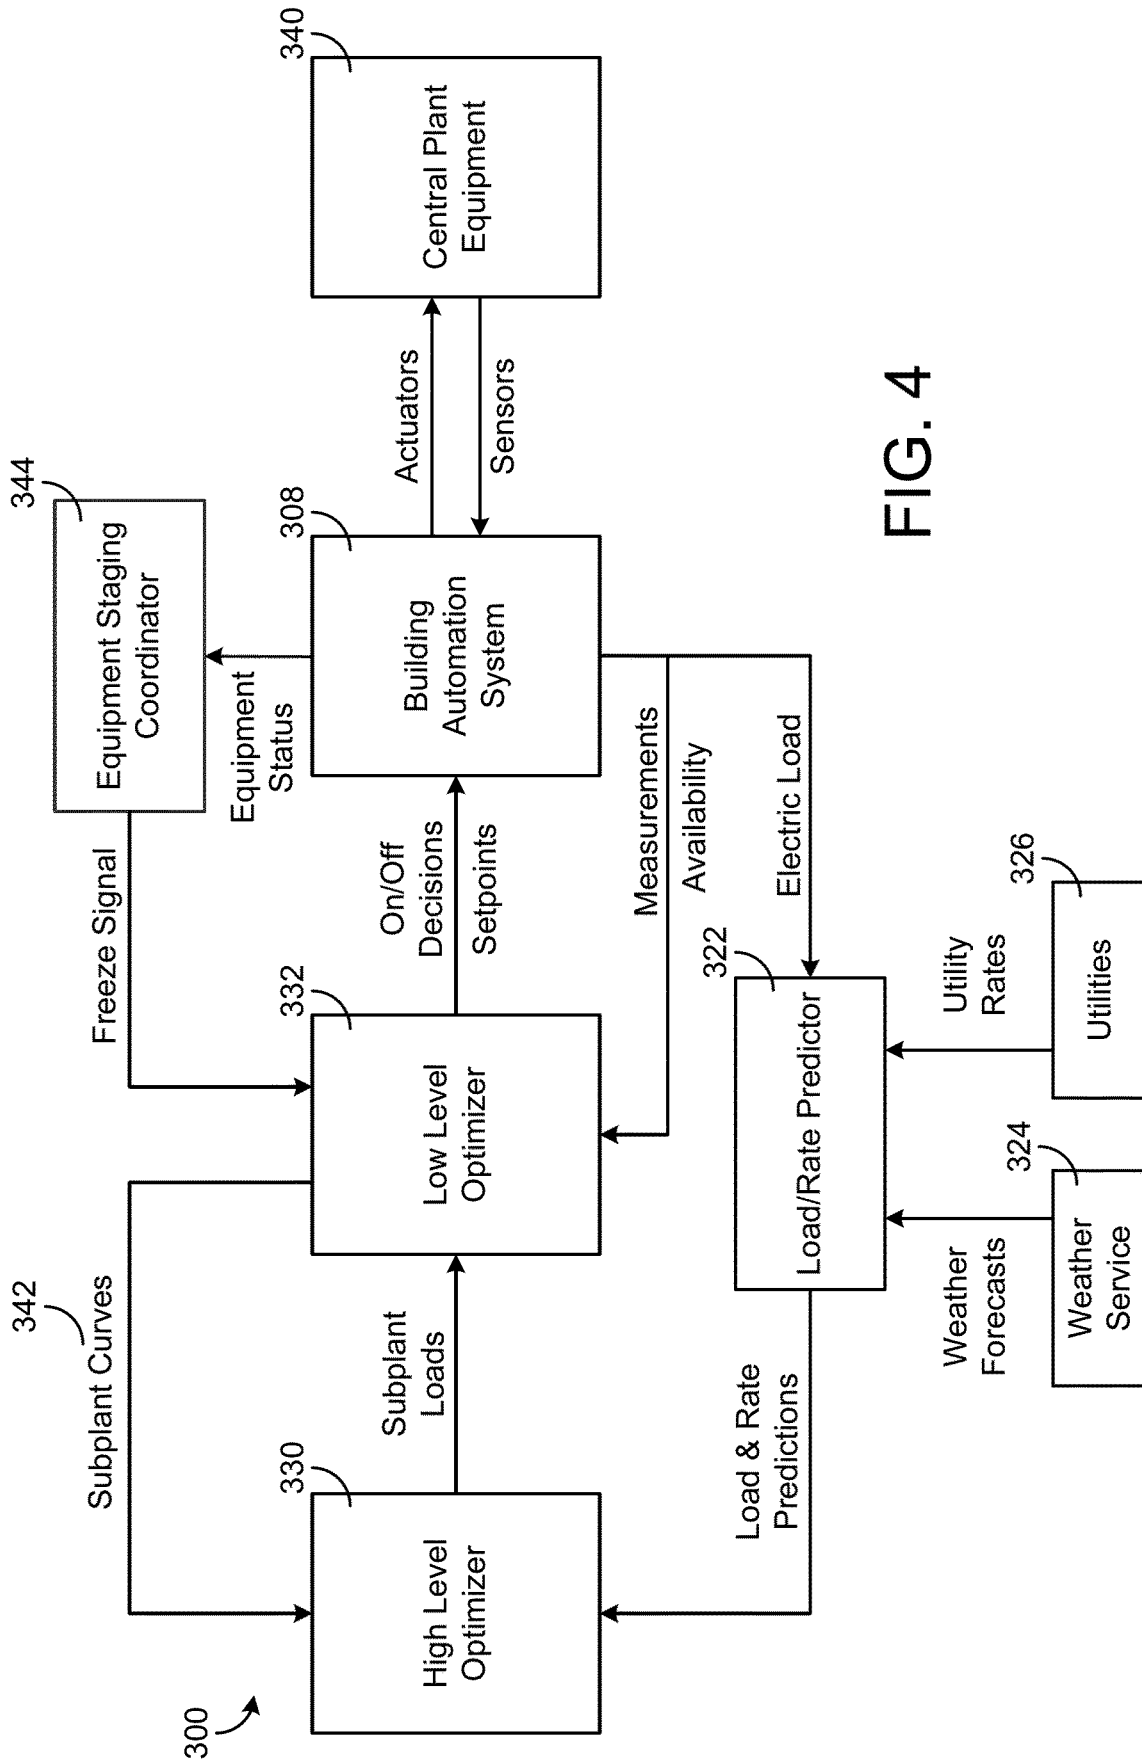 300
342
Subplant Curves
Freeze Signal
344
Equipment Staging
Coordinator
Equipment
Status
330
High Level
Optimizer
Subplant
Loads
332
Low Level
Optimizer
On/Off
Decisions
Setpoints
308
Building
Automation
System
Actuators
Sensors
340
Central Plant
Equipment
Measurements
Availability
Electric Load
Load & Rate
Predictions
322
Load/Rate Predictor
Weather
Forecasts
Utility
Rates
324
Weather
Service
326
Utilities
FIG. 4